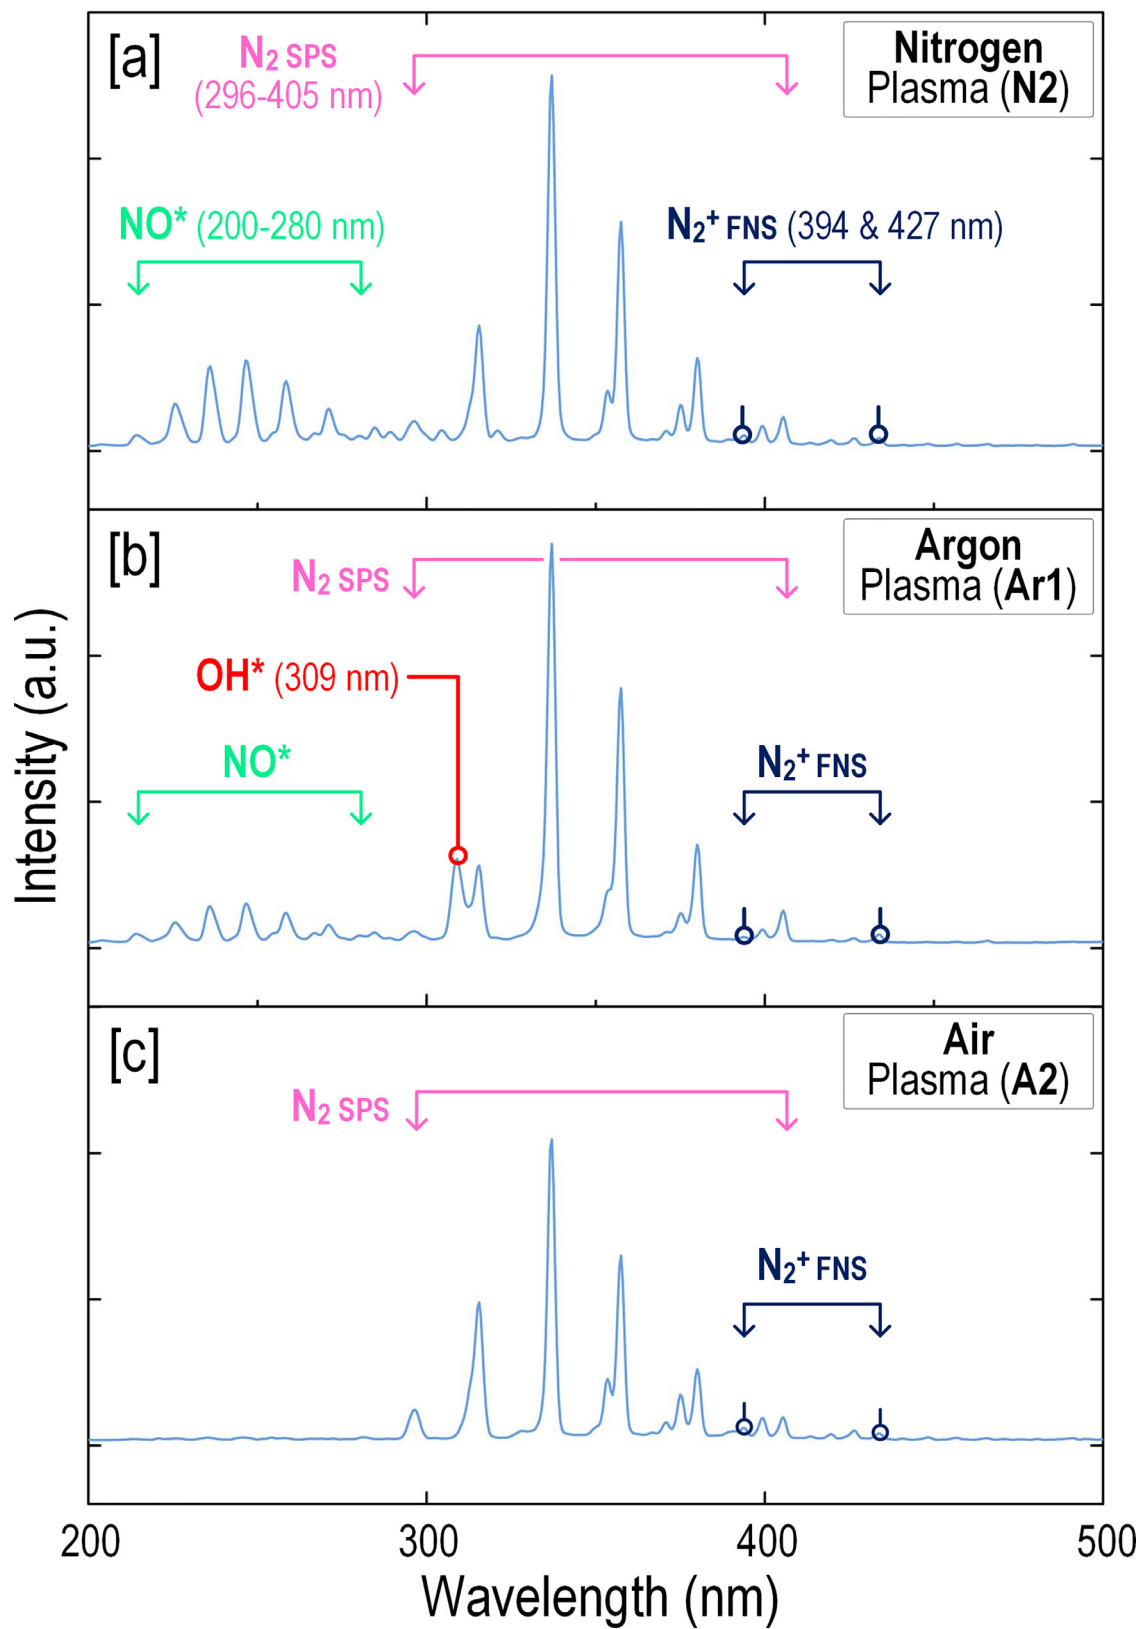 [a]
N₂ SPS
(296-405 nm)
Nitrogen
Plasma (N2)
NO* (200-280 nm)
N₂⁺ FNS (394 & 427 nm)
[b]
N₂ SPS
Argon
Plasma (Ar1)
OH* (309 nm)
NO*
N₂⁺ FNS
Intensity (a.u.)
[c]
N₂ SPS
Air
Plasma (A2)
N₂⁺ FNS
200 300 400 500
Wavelength (nm)